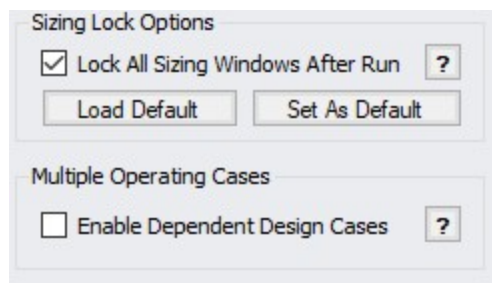 Sizing Lock Options
Lock All Sizing Windows After Run ?
Load Default Set As Default
Multiple Operating Cases
Enable Dependent Design Cases ?